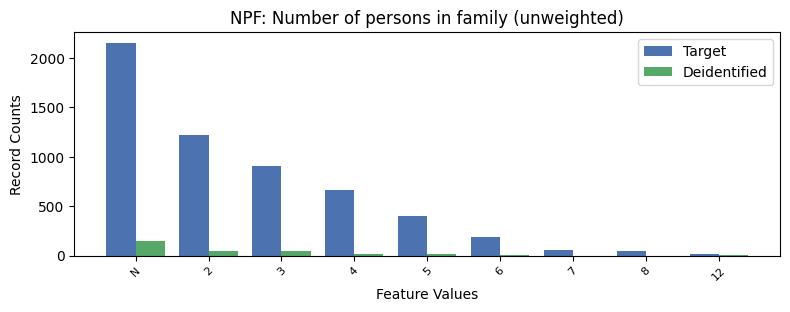 NPF: Number of persons in family (unweighted)
Target
Deidentified
Record Counts
2000
1500
1000
500
0
N 2 3 4 5 6 7 8 12
Feature Values